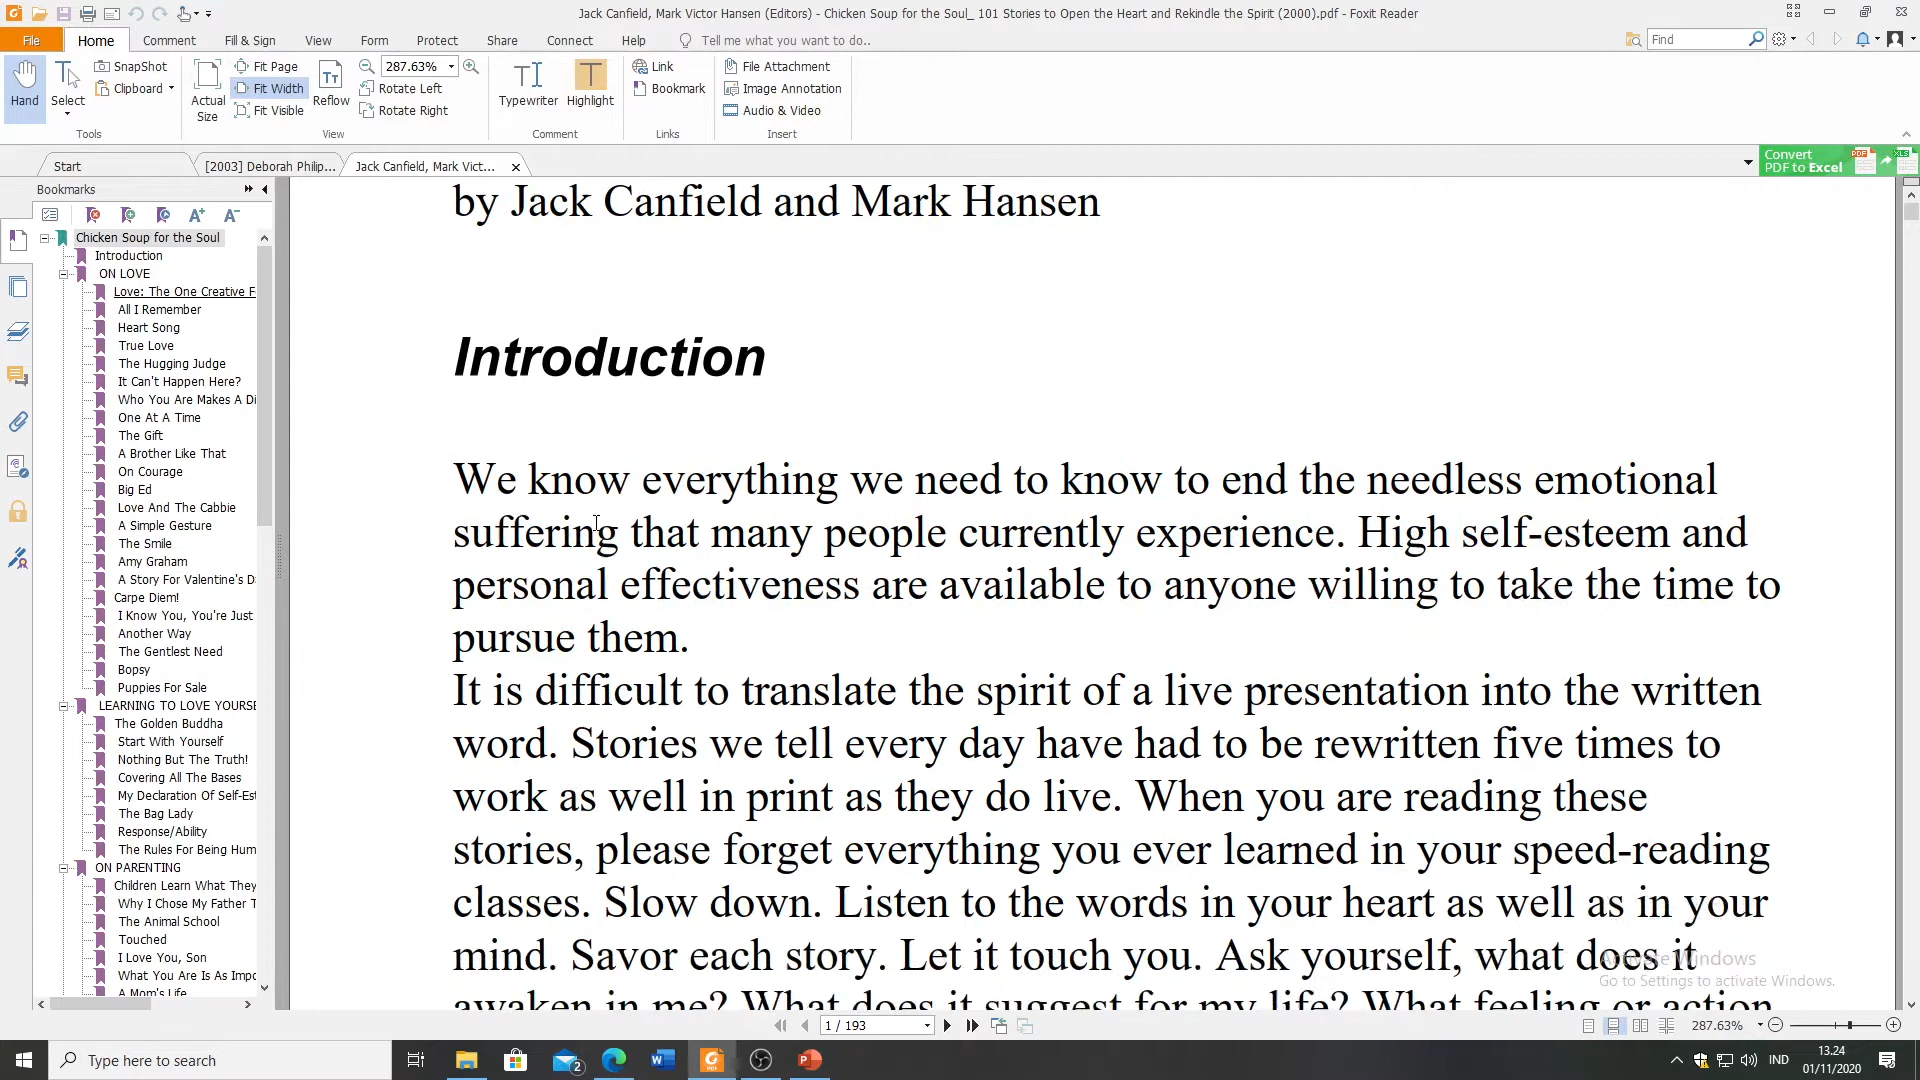 Jack Canfield, Mark Victor Hansen (Editors) - Chicken Soup for the Soul_ 101 Stories to Open the Heart and Rekindle the Spirit (2000).pdf - Foxit Reader
File Home Comment Fill & Sign View Form Protect Share Connect Help Tell me what you want to do.. Find
Hand
Select
SnapShot
Clipboard
Tools
Actual Size
Fit Page
Fit Width
Fit Visible
Reflow
287.63%
Rotate Left
Rotate Right
View
Typewriter
Highlight
Comment
Link
Bookmark
Links
File Attachment
Image Annotation
Audio & Video
Insert
Start [2003] Deborah Philip... Jack Canfield, Mark Vict...
Convert
PDF to Excel
Bookmarks
Chicken Soup for the Soul
Introduction
ON LOVE
Love: The One Creative F
All I Remember
Heart Song
True Love
The Hugging Judge
It Can't Happen Here?
Who You Are Makes A Di
One At A Time
The Gift
A Brother Like That
On Courage
Big Ed
Love And The Cabbie
A Simple Gesture
The Smile
Amy Graham
A Story For Valentine's D
Carpe Diem!
I Know You, You're Just
Another Way
The Gentlest Need
Bopsy
Puppies For Sale
LEARNING TO LOVE YOURSE
The Golden Buddha
Start With Yourself
Nothing But The Truth!
Covering All The Bases
My Declaration Of Self-Est
The Bag Lady
Response/Ability
The Rules For Being Hum
ON PARENTING
Children Learn What They
Why I Chose My Father T
The Animal School
Touched
I Love You, Son
What You Are Is As Impo
A Mom's Life
by Jack Canfield and Mark Hansen
Introduction
We know everything we need to know to end the needless emotional
suffering that many people currently experience. High self-esteem and
personal effectiveness are available to anyone willing to take the time to
pursue them.
It is difficult to translate the spirit of a live presentation into the written
word. Stories we tell every day have had to be rewritten five times to
work as well in print as they do live. When you are reading these
stories, please forget everything you ever learned in your speed-reading
classes. Slow down. Listen to the words in your heart as well as in your
mind. Savor each story. Let it touch you. Ask yourself, what does it
awaken in me? What does it suggest for my life? What feeling or action
Activate Windows
Go to Settings to activate Windows.
1 / 193
287.63%
Type here to search
2
IND
13.24
01/11/2020